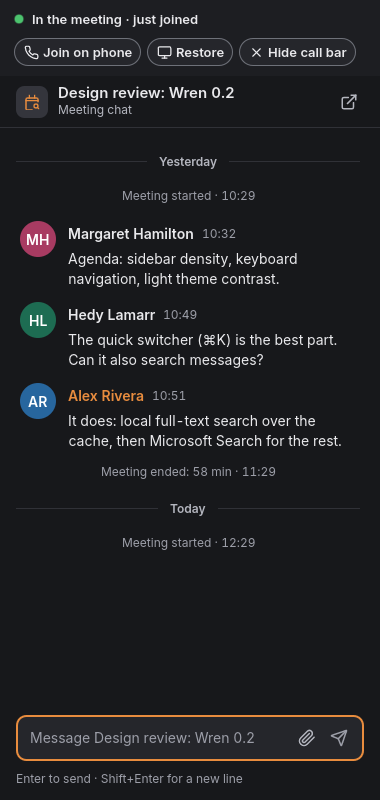 In the meeting · just joined
Join on phone
Restore
Hide call bar
Design review: Wren 0.2
Meeting chat
Yesterday
Meeting started · 10:29
MH
Margaret Hamilton 10:32
Agenda: sidebar density, keyboard
navigation, light theme contrast.
HL
Hedy Lamarr 10:49
The quick switcher (⌘K) is the best part.
Can it also search messages?
AR
Alex Rivera 10:51
It does: local full-text search over the
cache, then Microsoft Search for the rest.
Meeting ended: 58 min · 11:29
Today
Meeting started · 12:29
Message Design review: Wren 0.2
Enter to send · Shift+Enter for a new line